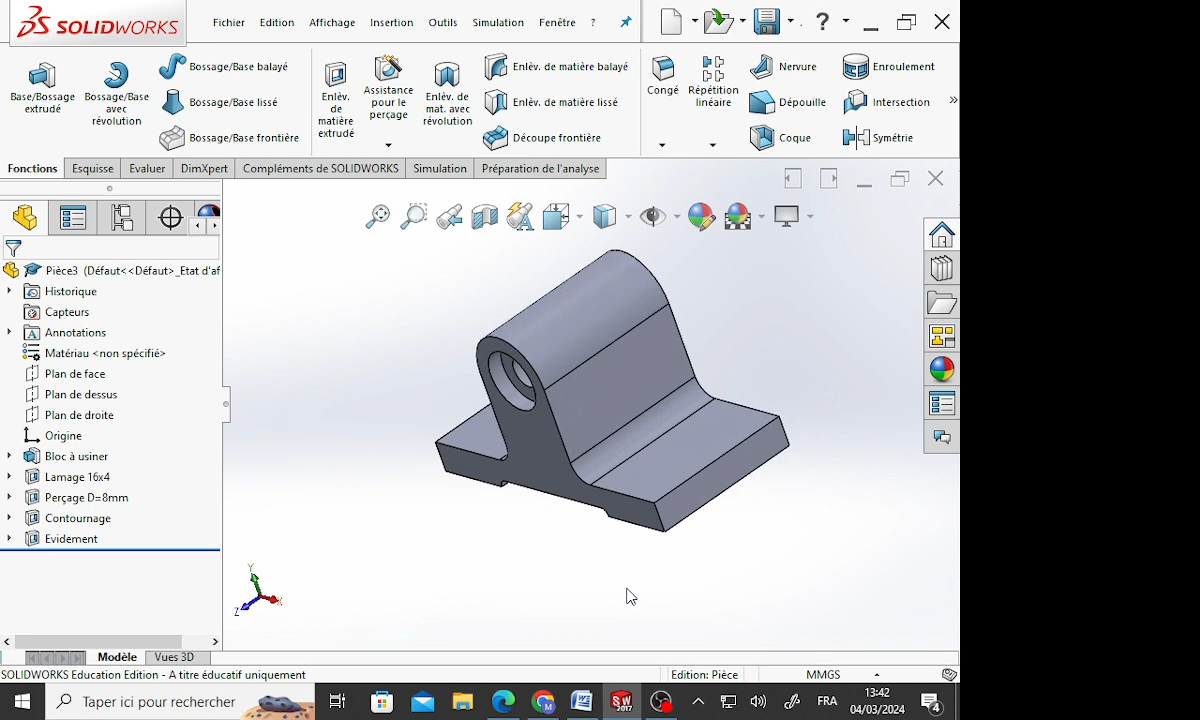 SOLIDWORKS
Fichier Edition Affichage Insertion Outils Simulation Fenêtre ?
Base/Bossage extrudé
Bossage/Base avec révolution
Bossage/Base balayé
Bossage/Base lissé
Bossage/Base frontière
Enlèv. de matière extrudé
Assistance pour le perçage
Enlèv. de mat. avec révolution
Enlèv. de matière balayé
Enlèv. de matière lissé
Découpe frontière
Congé
Répétition linéaire
Nervure
Dépouille
Coque
Enroulement
Intersection
Symétrie
Fonctions Esquisse Evaluer DimXpert Compléments de SOLIDWORKS Simulation Préparation de l'analyse
Pièce3 (Défaut<<Défaut>_Etat d'af
Historique
Capteurs
Annotations
Matériau <non spécifié>
Plan de face
Plan de dessus
Plan de droite
Origine
Bloc à usiner
Lamage 16x4
Perçage D=8mm
Contournage
Evidement
Y
Z
X
Modèle Vues 3D
SOLIDWORKS Education Edition - A titre éducatif uniquement
Edition: Pièce
MMGS
Taper ici pour rechercher
SW
2017
FRA
13:42
04/03/2024
4